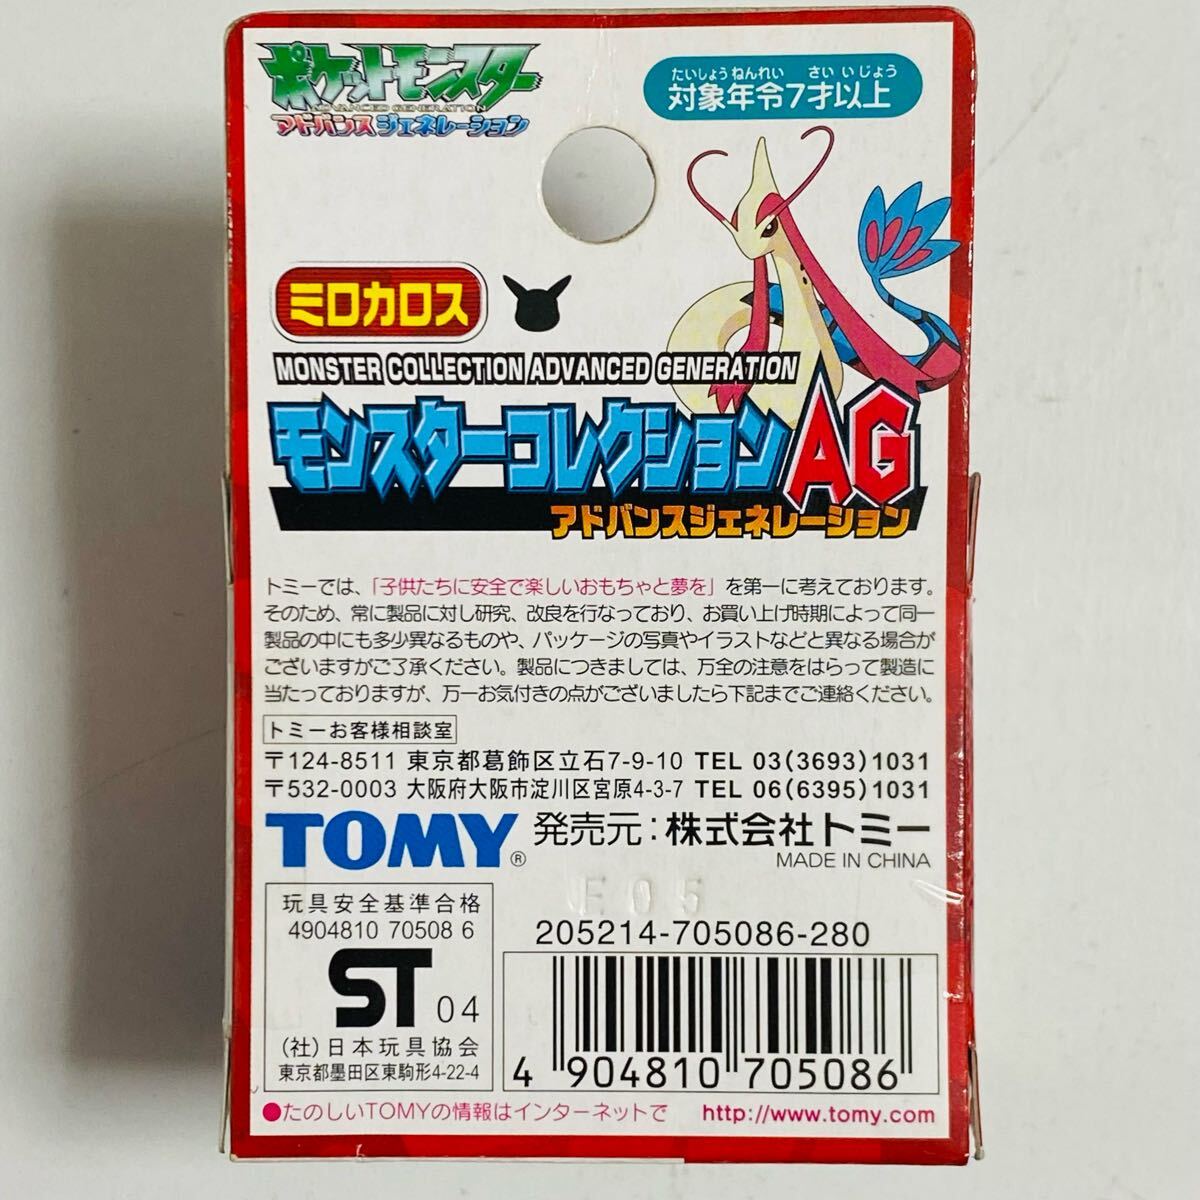 ポケットモンスター
ADVANCED GENERATION
アドバンスジェネレーション
たいしょうねんれい さい いじょう
対象年令7才以上
ミロカロス
MONSTER COLLECTION ADVANCED GENERATION
モンスターコレクションAG
アドバンスジェネレーション
トミーでは、「子供たちに安全で楽しいおもちゃと夢を」を第一に考えております。
そのため、常に製品に対し研究、改良を行なっており、お買い上げ時期によって同一
製品の中にも多少異なるものや、パッケージの写真やイラストなどと異なる場合が
ございますがご了承ください。製品につきましては、万全の注意をはらって製造に
当たっておりますが、万一お気付きの点がございましたら下記までご連絡ください。
トミーお客様相談室
〒124-8511 東京都葛飾区立石7-9-10 TEL 03(3693)1031
〒532-0003 大阪府大阪市淀川区宮原4-3-7 TEL 06(6395)1031
TOMY® 発売元:株式会社トミー
MADE IN CHINA
E05
玩具安全基準合格
4904810 70508 6
ST 04
(社)日本玩具協会
東京都墨田区東駒形4-22-4
205214-705086-280
4 904810 705086
●たのしいTOMYの情報はインターネットで http://www.tomy.com